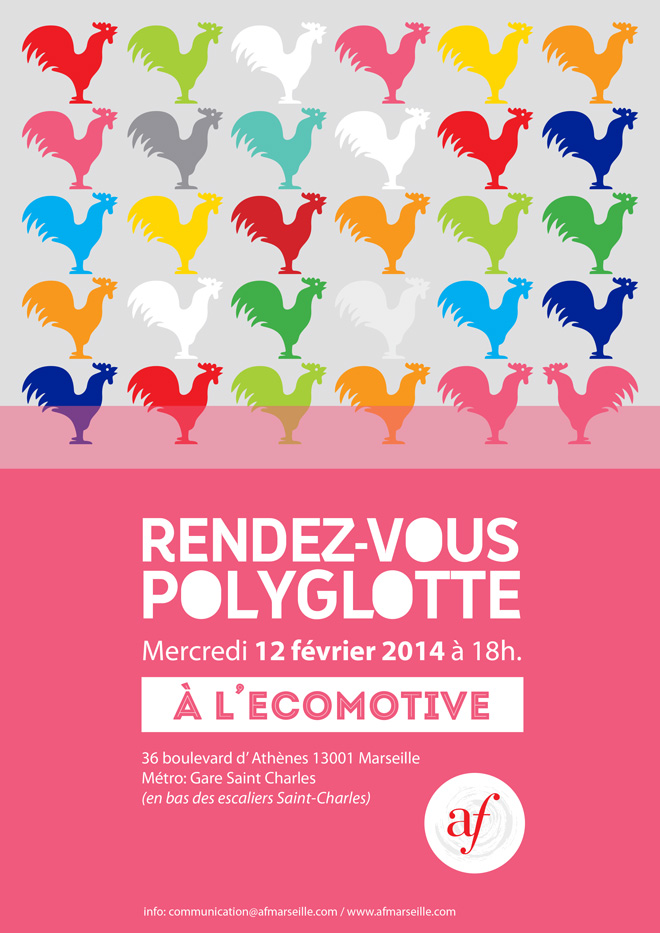 RENDEZ-VOUS
POLYGLOTTE
Mercredi 12 février 2014 à 18h.
À L'ECOMOTIVE
36 boulevard d' Athènes 13001 Marseille
Métro: Gare Saint Charles
(en bas des escaliers Saint-Charles)
af
info: communication@afmarseille.com / www.afmarseille.com